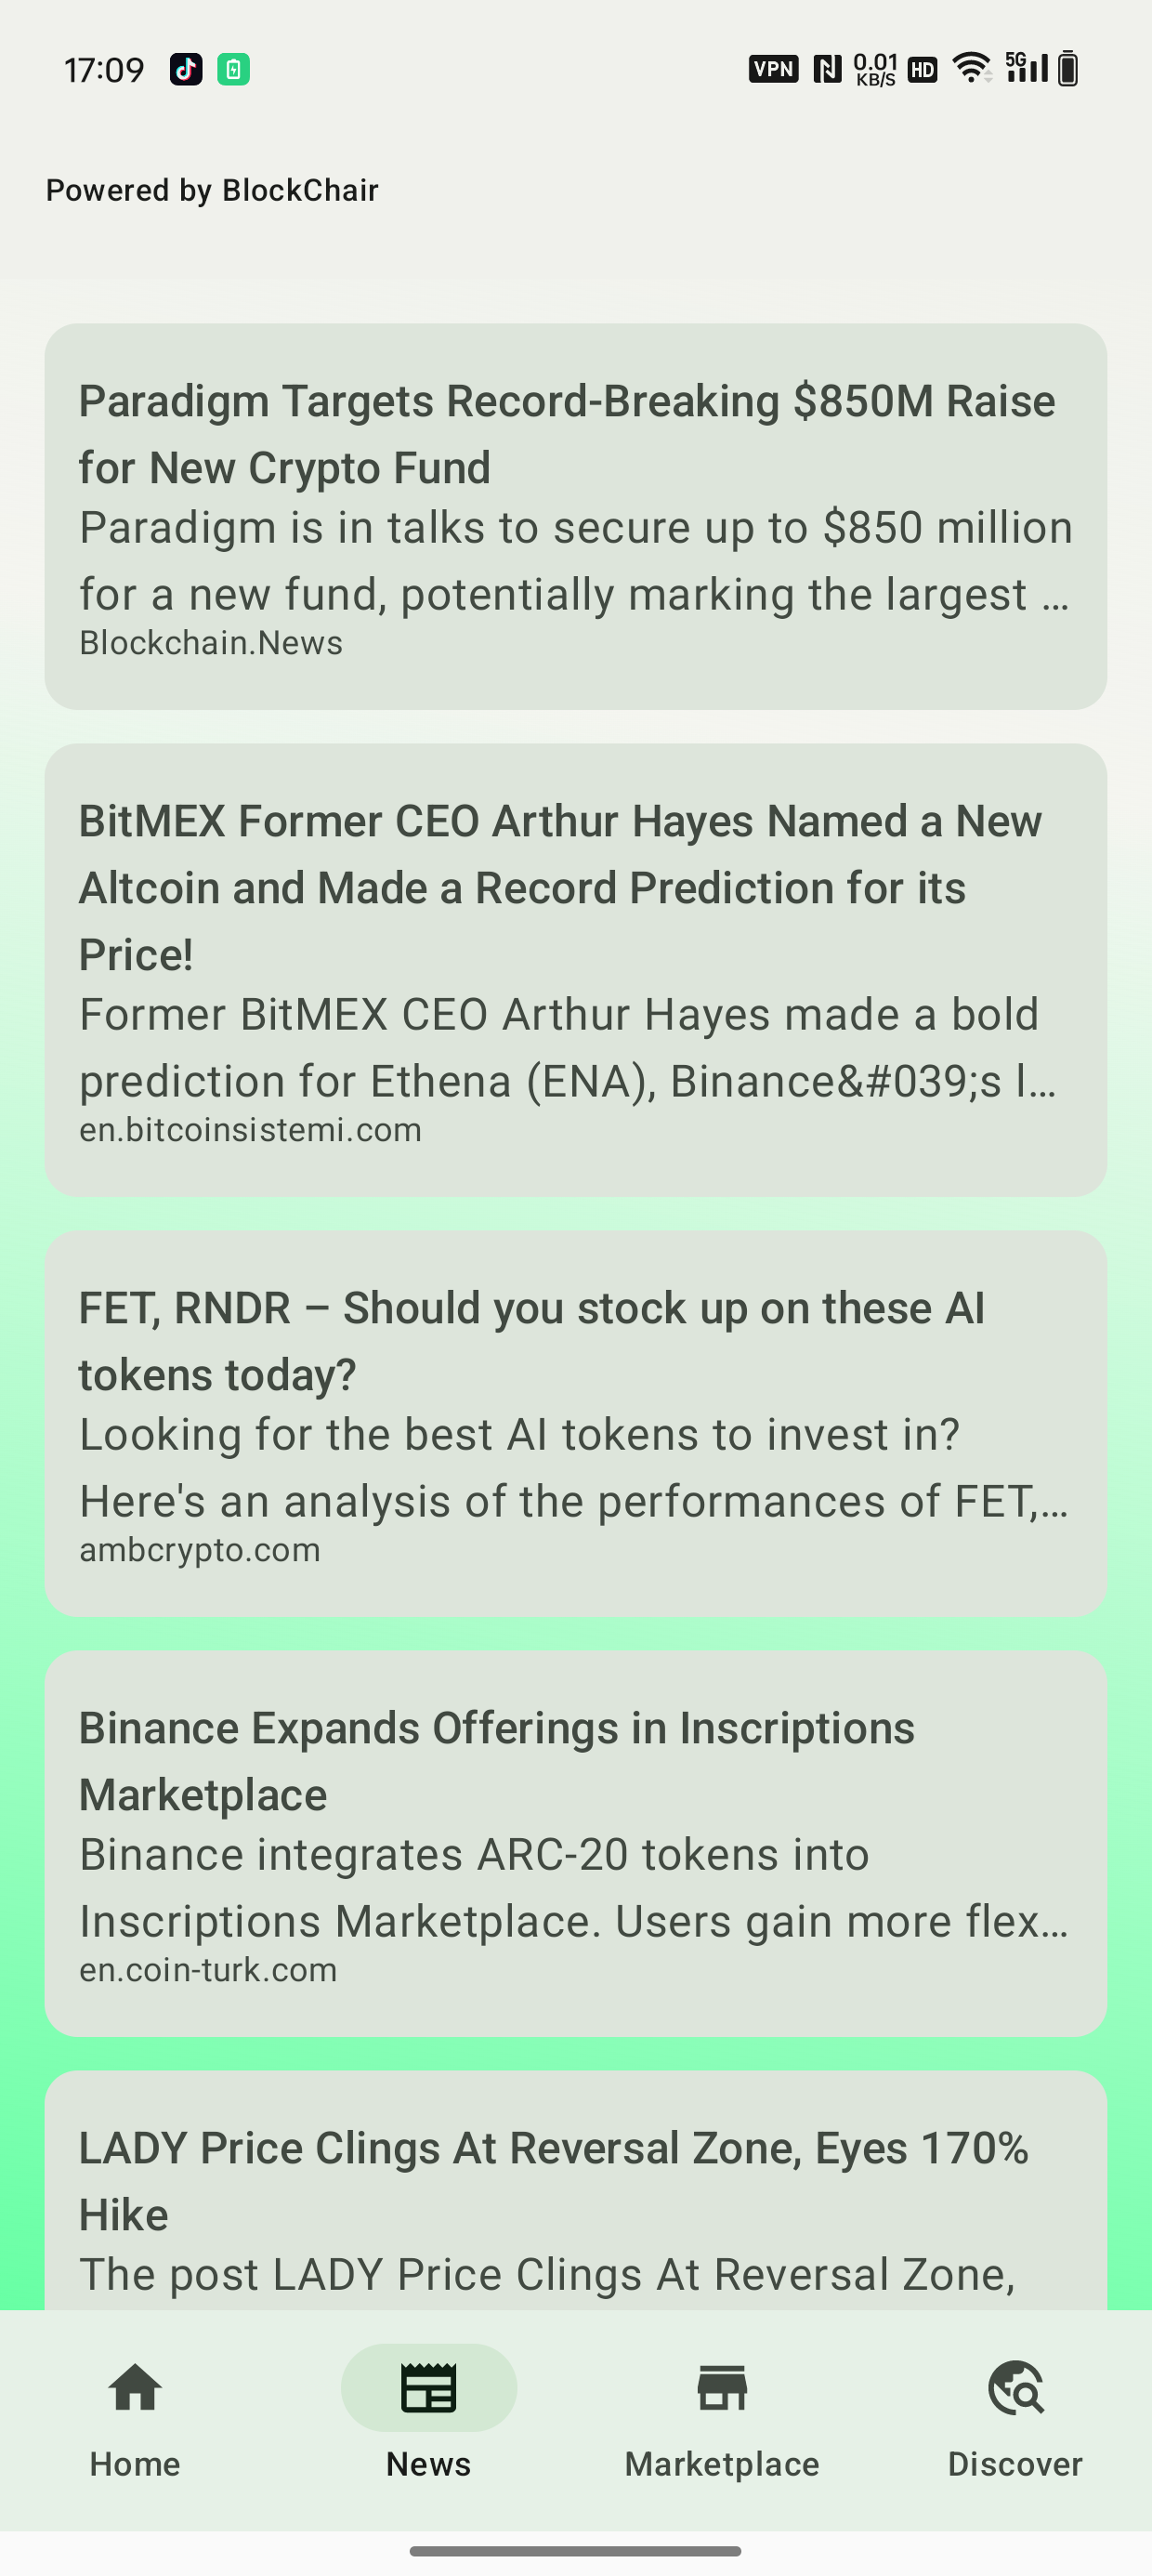 17:09
VPN
0.01
KB/S
HD
5G
Powered by BlockChair
Paradigm Targets Record-Breaking $850M Raise
for New Crypto Fund
Paradigm is in talks to secure up to $850 million
for a new fund, potentially marking the largest ...
Blockchain.News
BitMEX Former CEO Arthur Hayes Named a New
Altcoin and Made a Record Prediction for its
Price!
Former BitMEX CEO Arthur Hayes made a bold
prediction for Ethena (ENA), Binance&#039;s l...
en.bitcoinsistemi.com
FET, RNDR – Should you stock up on these AI
tokens today?
Looking for the best AI tokens to invest in?
Here's an analysis of the performances of FET,...
ambcrypto.com
Binance Expands Offerings in Inscriptions
Marketplace
Binance integrates ARC-20 tokens into
Inscriptions Marketplace. Users gain more flex...
en.coin-turk.com
LADY Price Clings At Reversal Zone, Eyes 170%
Hike
The post LADY Price Clings At Reversal Zone,
Home
News
Marketplace
Discover